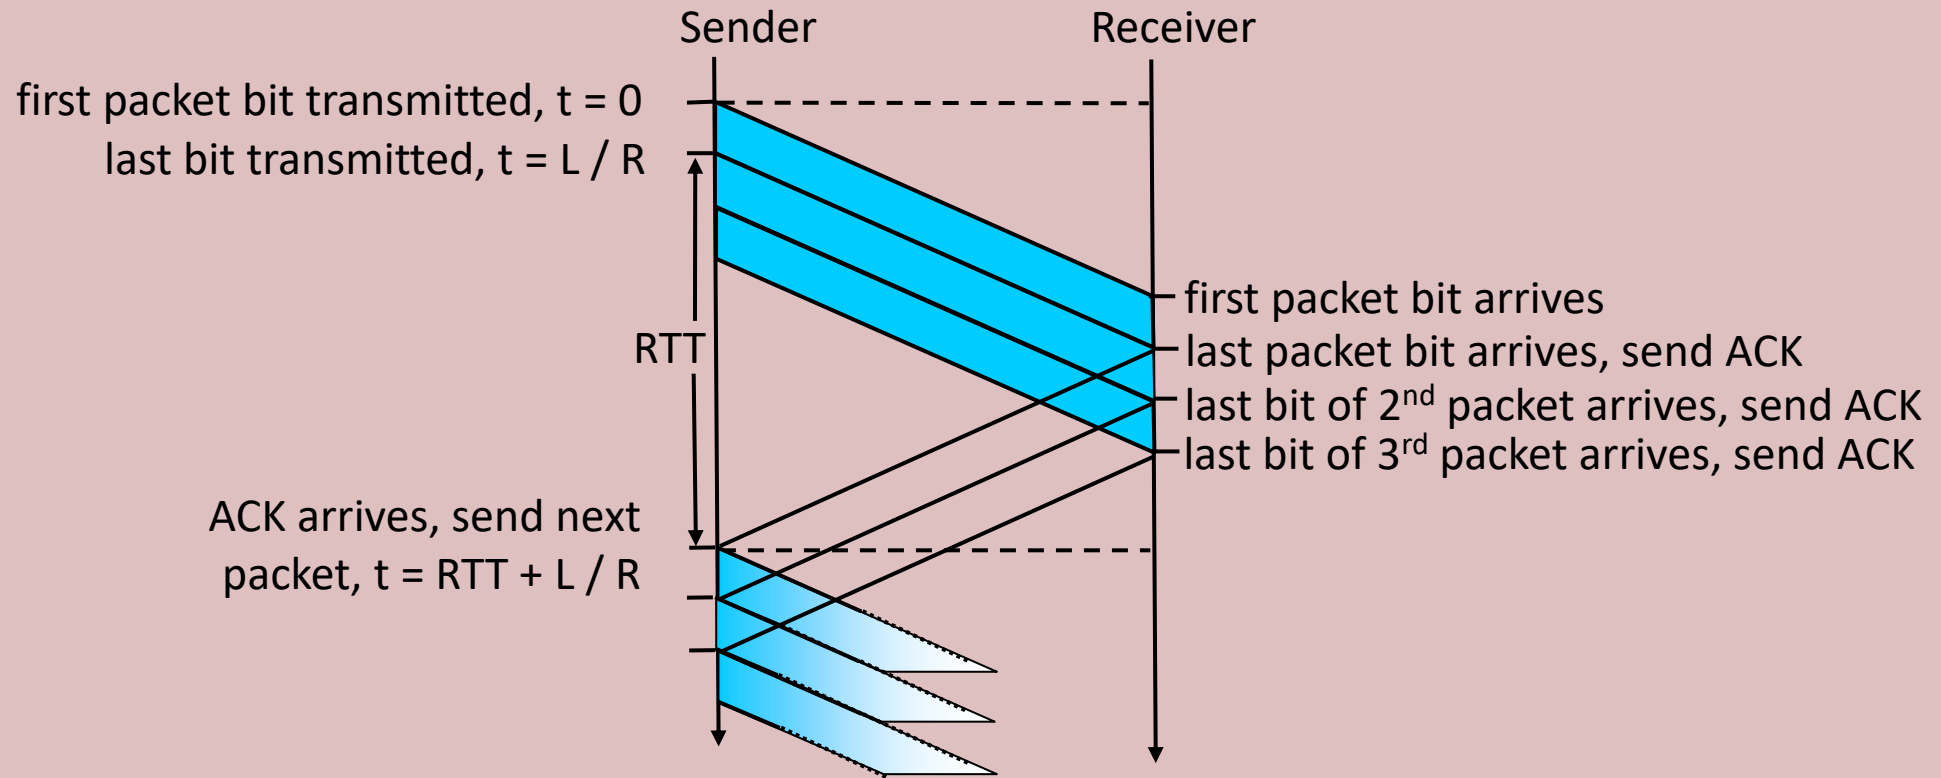 Sender
Receiver
first packet bit transmitted, t = 0
last bit transmitted, t = L / R
RTT
first packet bit arrives
last packet bit arrives, send ACK
last bit of 2nd packet arrives, send ACK
last bit of 3rd packet arrives, send ACK
ACK arrives, send next
packet, t = RTT + L / R